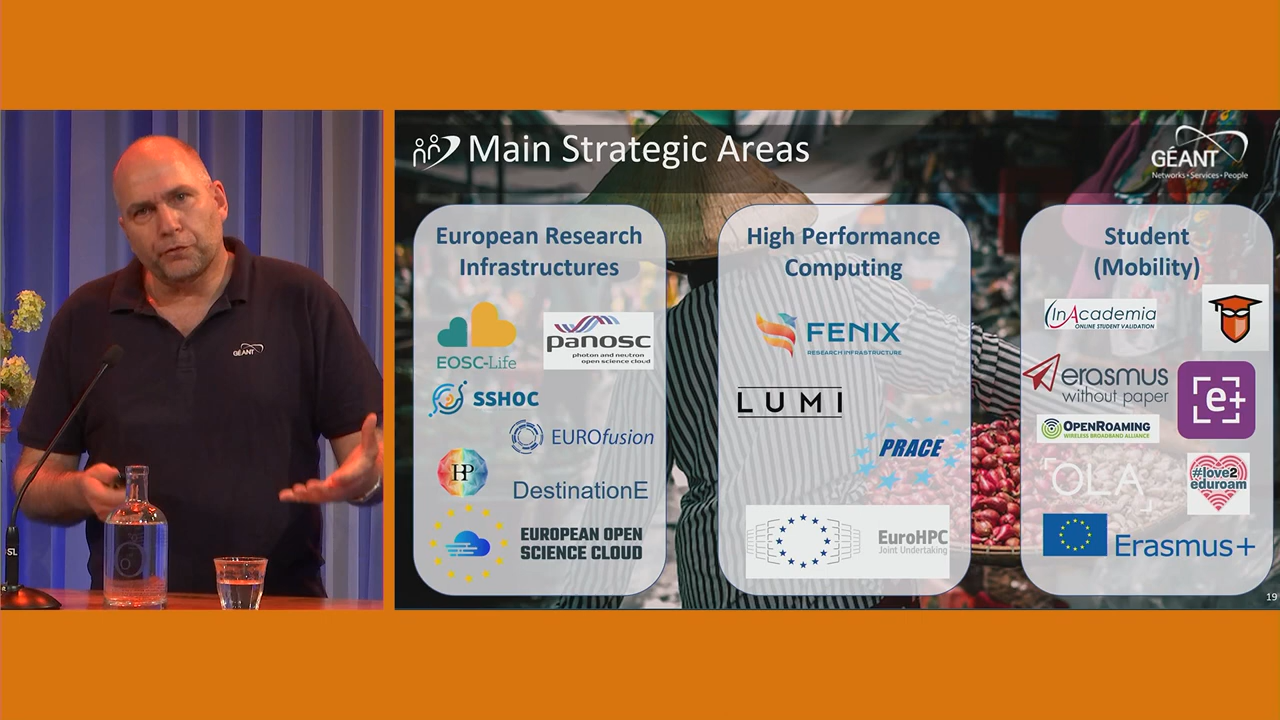 Main Strategic Areas
GÉANT
Networks • Services • People
European Research
Infrastructures
EOSC-Life
panosc
photon and neutron
open science cloud
SSHOC
EUROfusion
H P
DestinationE
EUROPEAN OPEN
SCIENCE CLOUD
High Performance
Computing
FENIX
RESEARCH INFRASTRUCTURE
LUMI
PRACE
EuroHPC
Joint Undertaking
Student
(Mobility)
InAcademia
ONLINE STUDENT VALIDATION
erasmus
without paper
e+
OPENROAMING
WIRELESS BROADBAND ALLIANCE
OLA
#love2
eduroam
Erasmus+
19
GÉANT